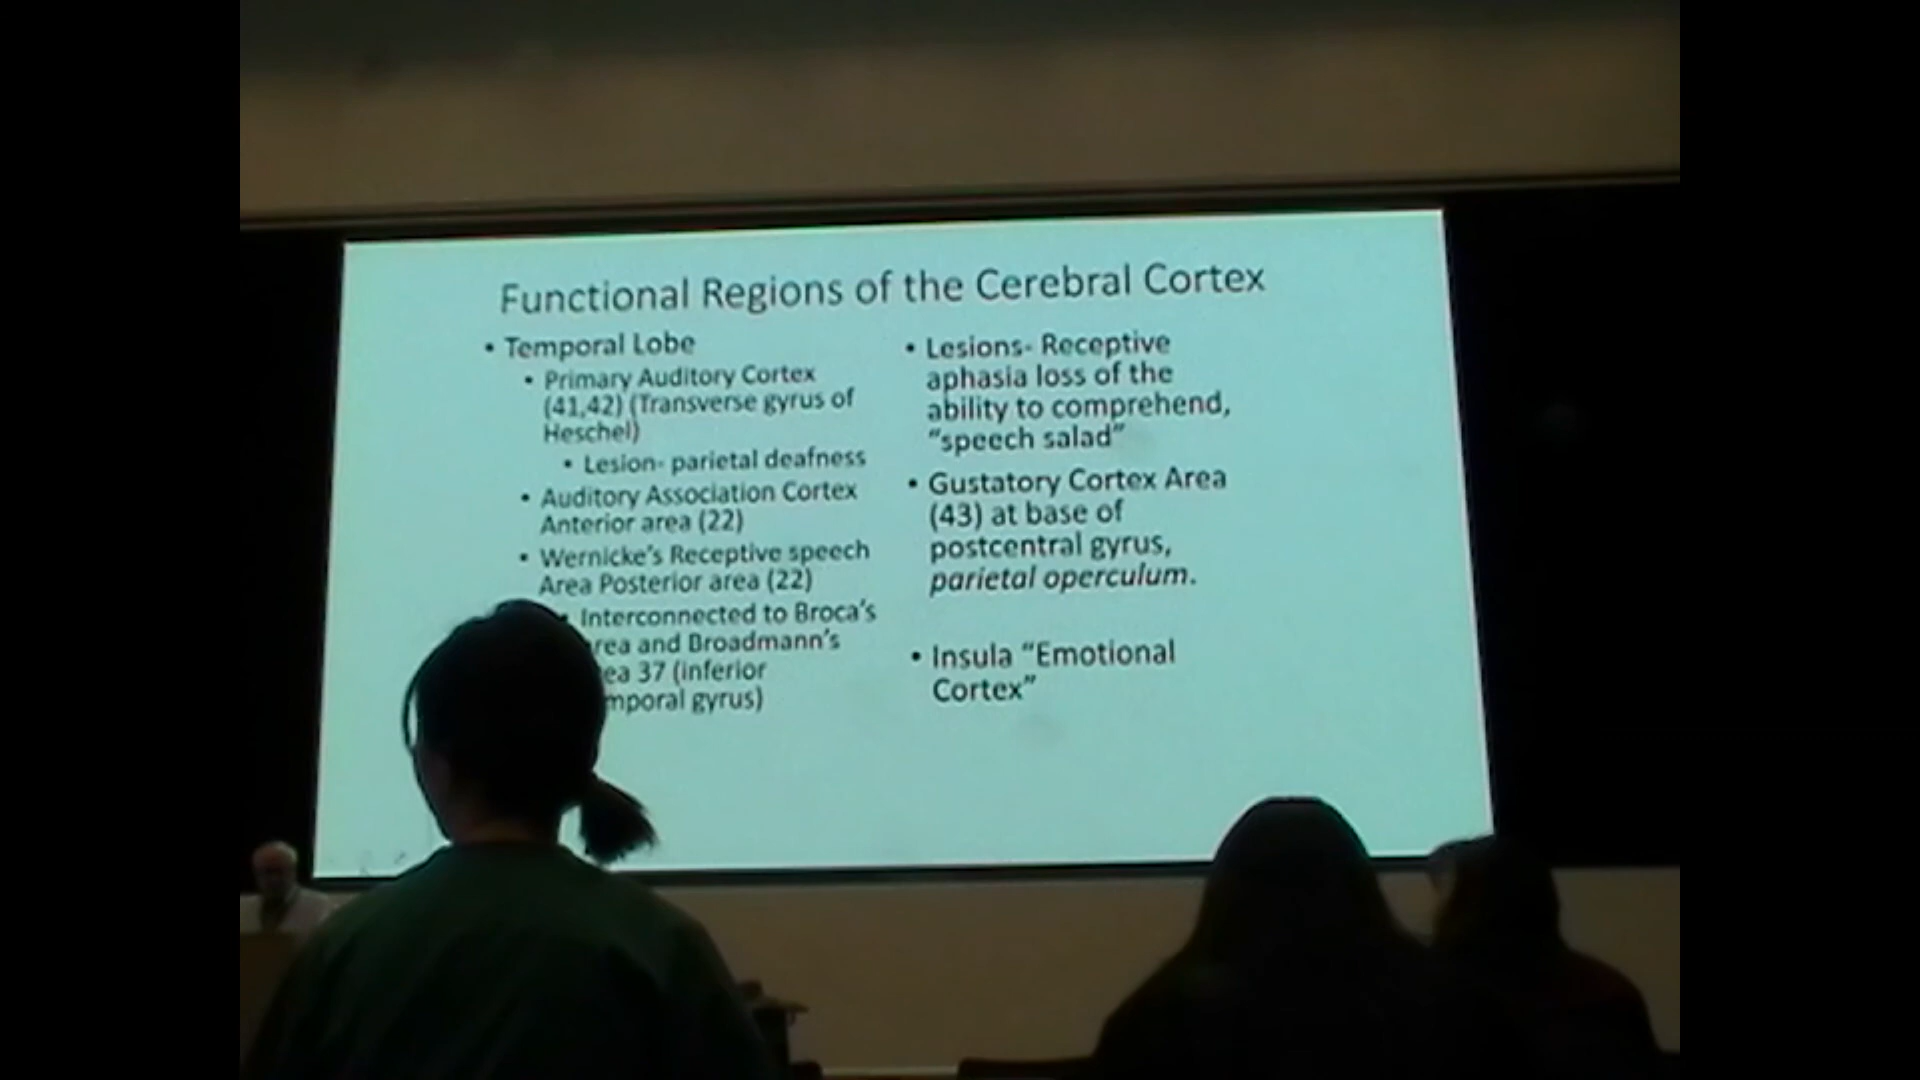 Functional Regions of the Cerebral Cortex
• Temporal Lobe
• Primary Auditory Cortex
(41,42) (Transverse gyrus of
Heschel)
• Lesion- parietal deafness
• Auditory Association Cortex
Anterior area (22)
• Wernicke's Receptive speech
Area Posterior area (22)
• Interconnected to Broca's
rea and Broadmann's
ea 37 (inferior
mporal gyrus)
• Lesions- Receptive
aphasia loss of the
ability to comprehend,
"speech salad"
• Gustatory Cortex Area
(43) at base of
postcentral gyrus,
parietal operculum.
• Insula "Emotional
Cortex"